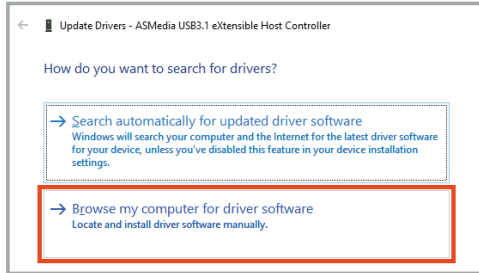 Update Drivers - ASMedia USB3.1 eXtensible Host Controller
How do you want to search for drivers?
Search automatically for updated driver software
Windows will search your computer and the Internet for the latest driver software
for your device, unless you've disabled this feature in your device installation
settings.
Browse my computer for driver software
Locate and install driver software manually.